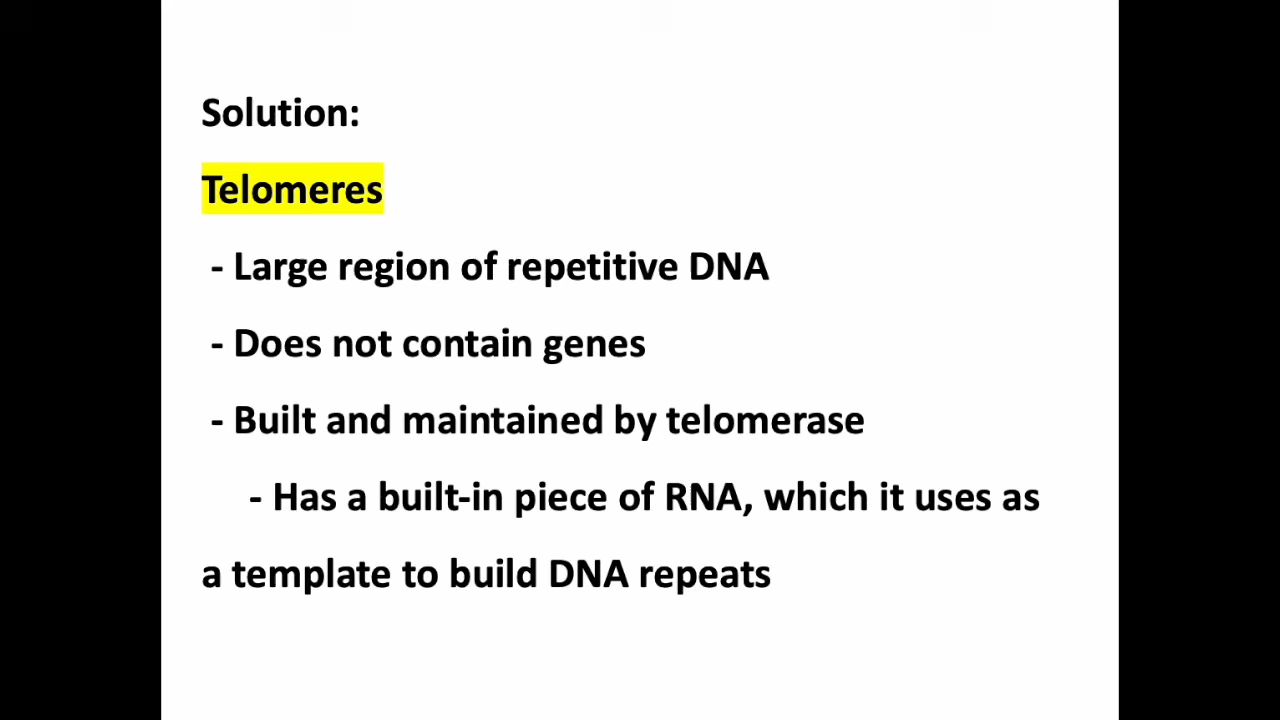 Solution:
Telomeres
- Large region of repetitive DNA
- Does not contain genes
- Built and maintained by telomerase
- Has a built-in piece of RNA, which it uses as
a template to build DNA repeats